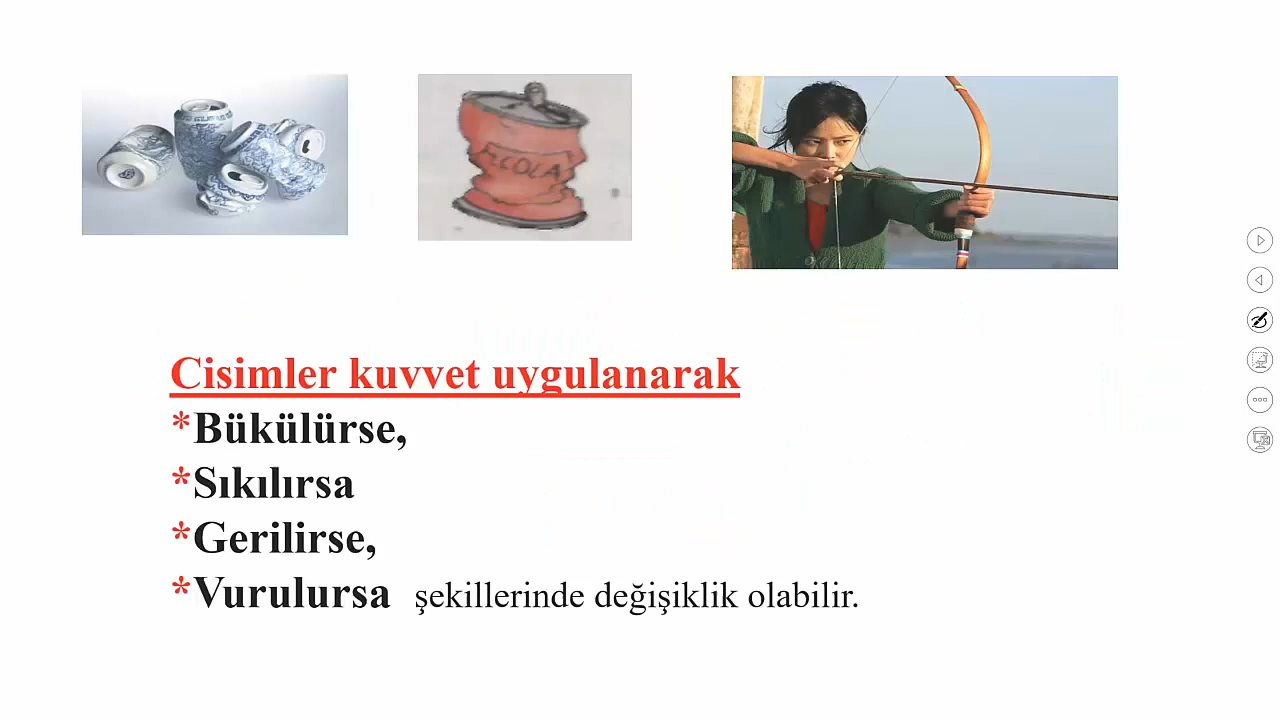 Cisimler kuvvet uygulanarak
*Bükülürse,
*Sıkılırsa
*Gerilirse,
*Vurulursa şekillerinde değişiklik olabilir.